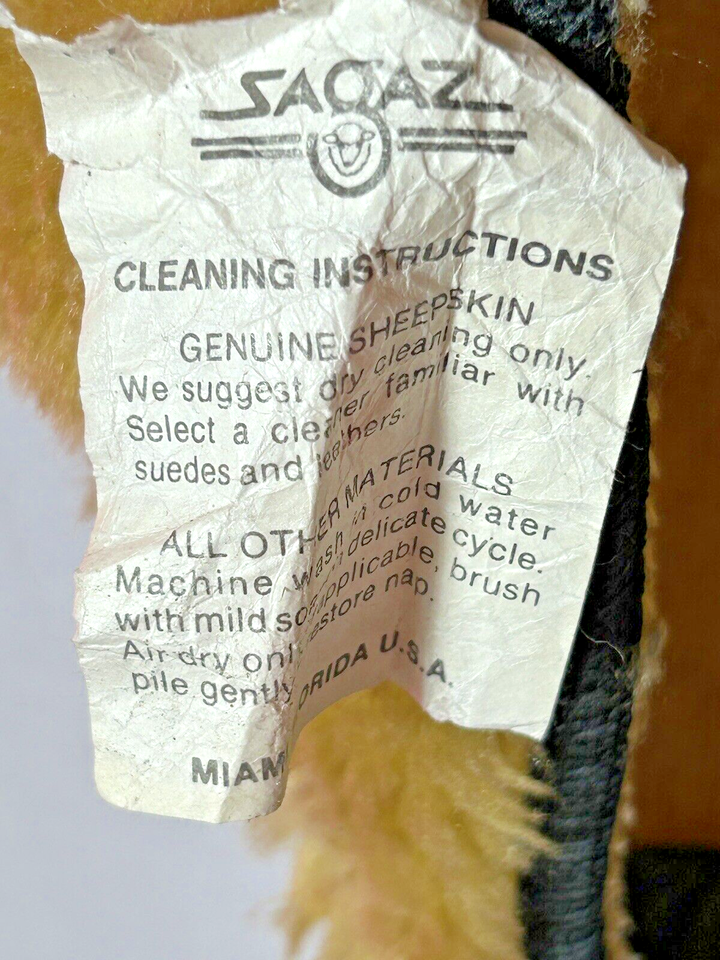 SAGAZ
CLEANING INSTRUCTIONS
GENUINE SHEEPSKIN
We suggest dry cleaning only.
Select a cleaner familiar with
suedes and leathers.
ALL OTHER MATERIALS
Machine wash in cold water
with mild delicate cycle.
Air dry only applicable, brush
pile gently restore nap.
MIAMI FLORIDA U.S.A.